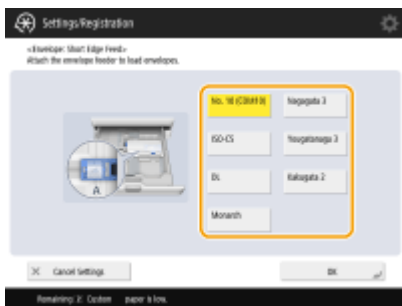 Settings/Registration
<Envelope: Short Edge Feed>
Attach the envelope feeder to load envelopes.
No. 10 (COM10)
Nagagata 3
ISO-C5
Yougatanaga 3
DL
Kakugata 2
Monarch
A
× Cancel Settings
OK
Remaining: 2: Custom paper is low.